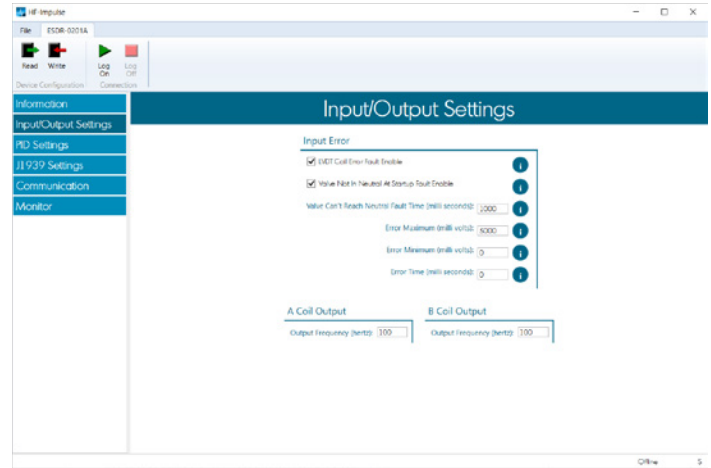 HF-Impulse
File ESDR-0201A
Read Write Log On Log Off
Device Configuration Connection
Information
Input/Output Settings
PID Settings
J1939 Settings
Communication
Monitor
Input/Output Settings
Input Error
LVDT Coil Error Fault Enable
Valve Not In Neutral At Startup Fault Enable
Valve Can't Reach Neutral Fault Time (milli seconds): 1000
Error Maximum (milli volts): 5000
Error Minimum (milli volts): 0
Error Time (milli seconds): 0
A Coil Output
Output Frequency (hertz): 100
B Coil Output
Output Frequency (hertz): 100
Offline S